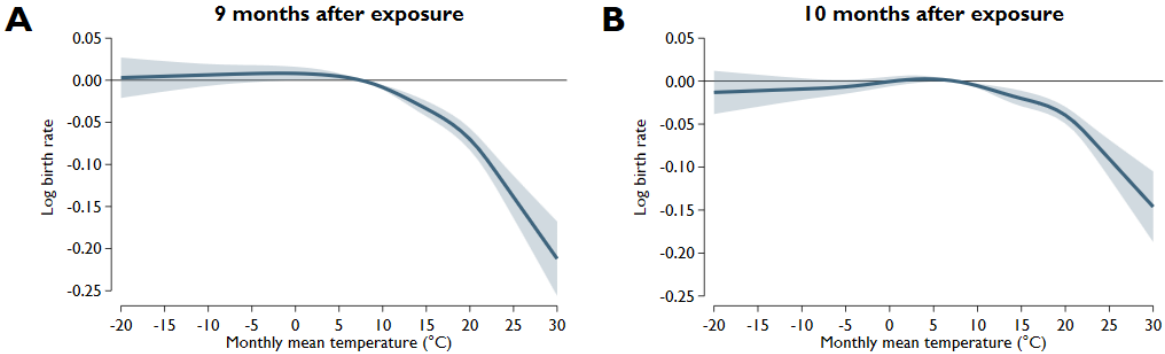 A
9 months after exposure
0.05
0.00
-0.05
-0.10
-0.15
-0.20
-0.25
Log birth rate
-20 -15 -10 -5 0 5 10 15 20 25 30
Monthly mean temperature (°C)
B
10 months after exposure
0.05
0.00
-0.05
-0.10
-0.15
-0.20
-0.25
Log birth rate
-20 -15 -10 -5 0 5 10 15 20 25 30
Monthly mean temperature (°C)